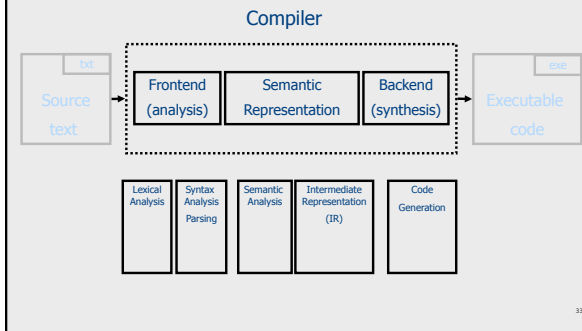 Compiler
txt
Source
text
Frontend
(analysis)
Semantic
Representation
Backend
(synthesis)
exe
Executable
code
Lexical
Analysis
Syntax
Analysis
Parsing
Semantic
Analysis
Intermediate
Representation
(IR)
Code
Generation
33